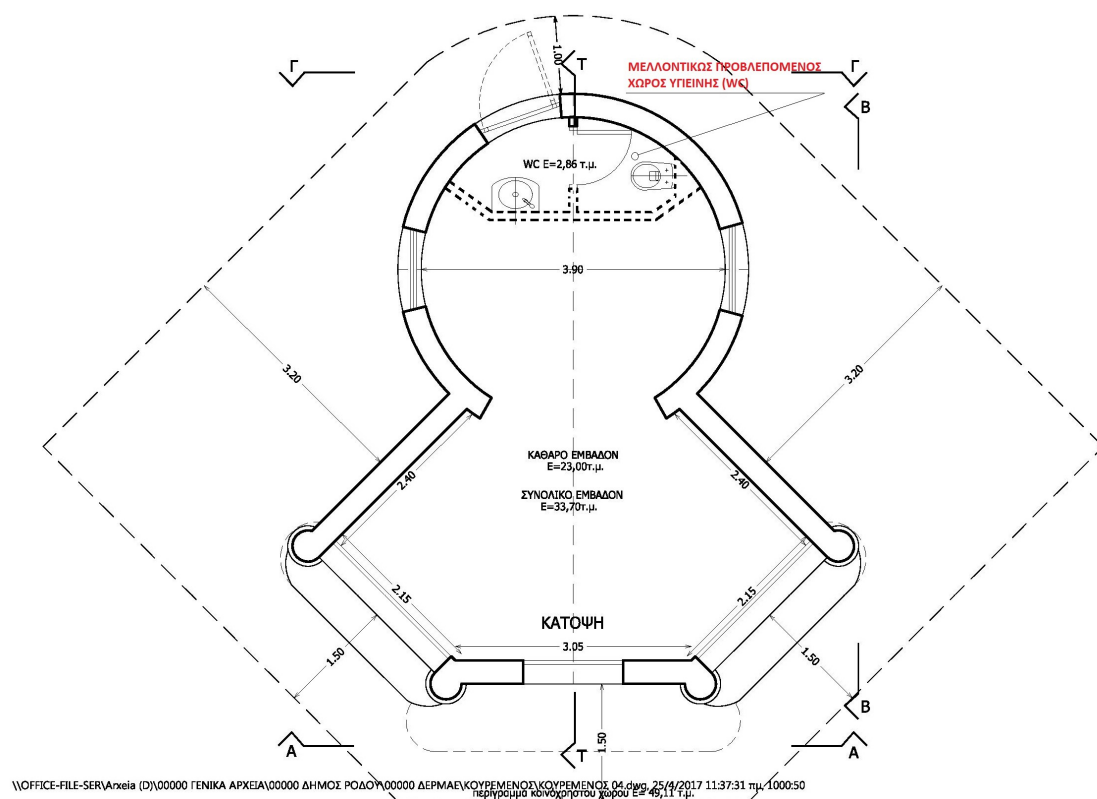 Γ
1.00
Τ
ΜΕΛΛΟΝΤΙΚΩΣ ΠΡΟΒΛΕΠΟΜΕΝΟΣ
ΧΩΡΟΣ ΥΓΙΕΙΝΗΣ (WC)
Γ
Β
WC Ε=2,86 τ.μ.
3.90
3.20
3.20
ΚΑΘΑΡΟ ΕΜΒΑΔΟΝ
Ε=23,00τ.μ.
2.40
2.40
ΣΥΝΟΛΙΚΟ ΕΜΒΑΔΟΝ
Ε=33,70τ.μ.
2.15
2.15
ΚΑΤΟΨΗ
3.05
1.50
1.50
Β
Α
Τ
1.50
Α
\\OFFICE-FILE-SER\Arxeia (D)\00000 ΓΕΝΙΚΑ ΑΡΧΕΙΑ\00000 ΔΗΜΟΣ ΡΟΔΟΥ\00000 ΔΕΡΜΑΕ\ΚΟΥΡΕΜΕΝΟΣ\ΚΟΥΡΕΜΕΝΟΣ 04.dwg, 25/4/2017 11:37:31 πμ, 1000:50
περίγραμμα κοινόχρηστου χώρου Ε= 49,11 τ.μ.